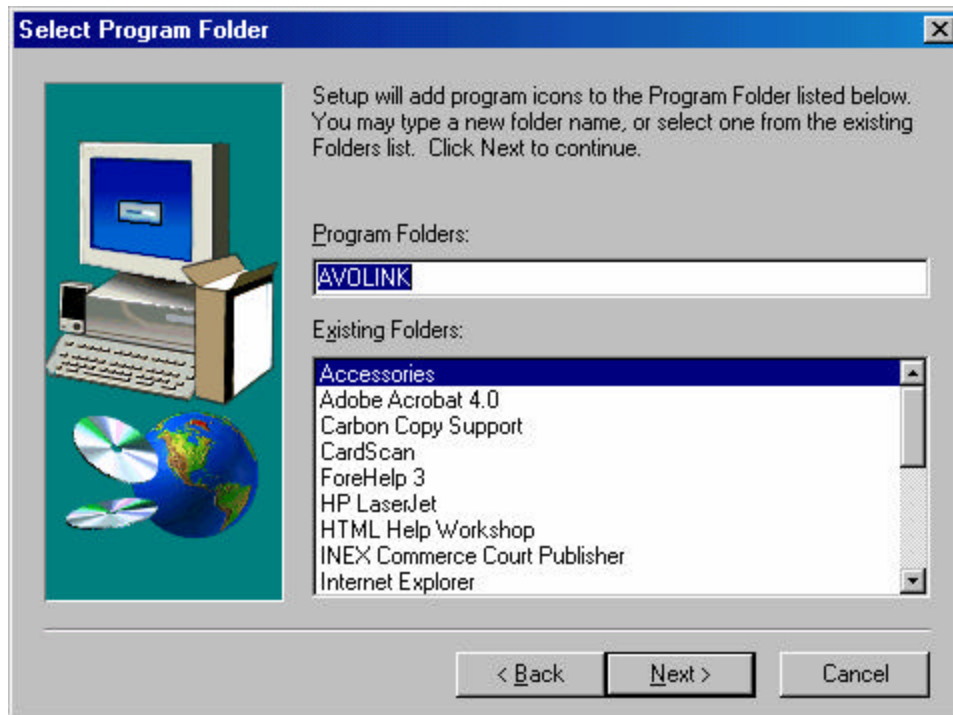 Select Program Folder
Setup will add program icons to the Program Folder listed below.
You may type a new folder name, or select one from the existing
Folders list.  Click Next to continue.
Program Folders:
AVOLINK
Existing Folders:
Accessories
Adobe Acrobat 4.0
Carbon Copy Support
CardScan
ForeHelp 3
HP LaserJet
HTML Help Workshop
INEX Commerce Court Publisher
Internet Explorer
< Back
Next >
Cancel